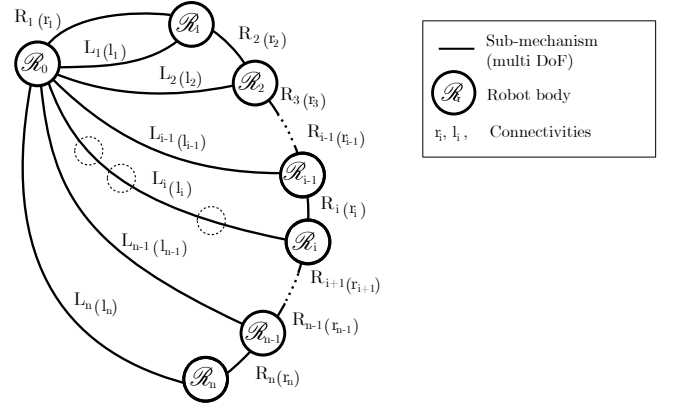 R₁(r₁)
ℛ₁
R₂(r₂)
L₁(l₁)
ℛ₀
L₂(l₂)
ℛ₂
R₃(r₃)
Lᵢ₋₁(lᵢ₋₁)
Rᵢ₋₁(rᵢ₋₁)
ℛᵢ₋₁
Lᵢ(lᵢ)
Rᵢ(rᵢ)
ℛᵢ
Lₙ₋₁(lₙ₋₁)
Rᵢ₊₁(rᵢ₊₁)
Lₙ(lₙ)
Rₙ₋₁(rₙ₋₁)
ℛₙ₋₁
ℛₙ
Rₙ(rₙ)
Sub-mechanism
(multi DoF)
ℛᵢ Robot body
rᵢ, lᵢ, Connectivities